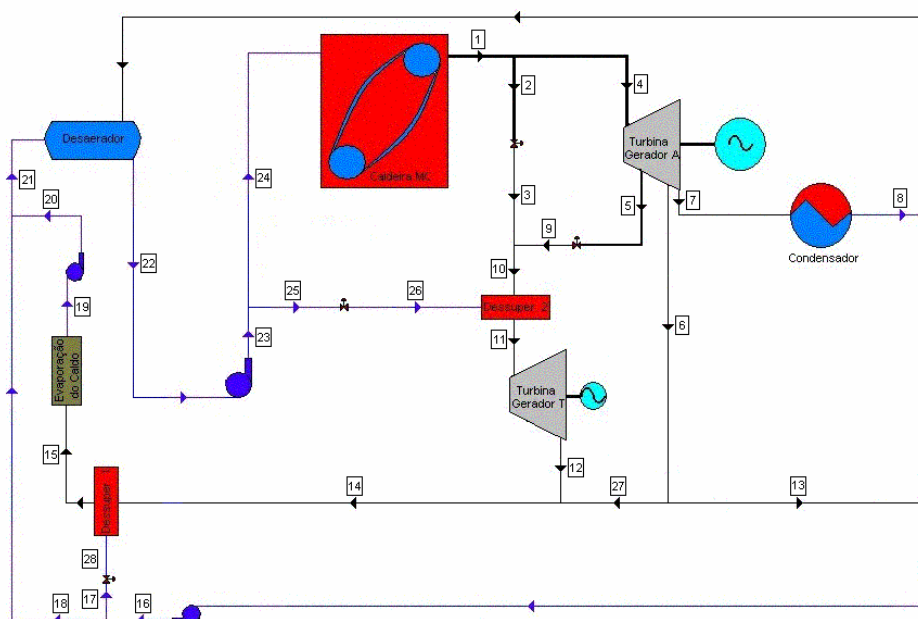 1
2
4
Turbina
Gerador A
Desaerador
21
20
24
Caldeira MC
3
5
7
8
9
Condensador
22
10
25
26
Dessuper. 2
19
23
11
6
Evaporação
do Caldo
Turbina
Gerador T
15
12
14
27
13
Dessuper. 1
28
17
18
16